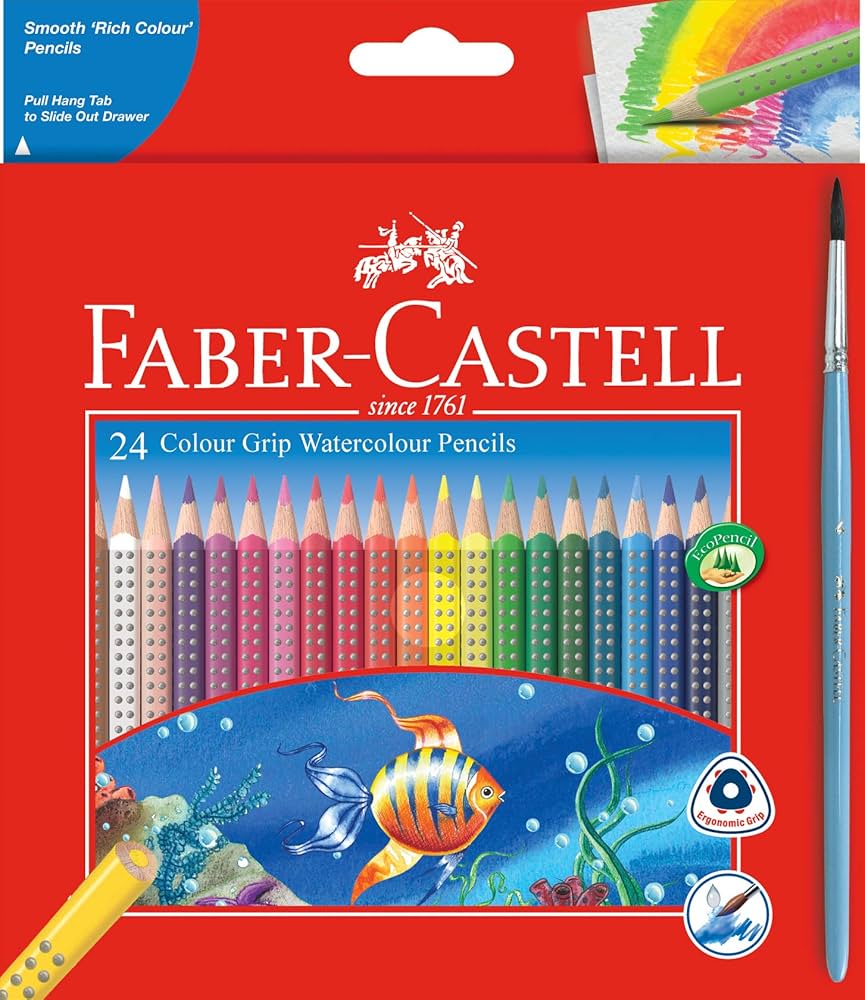 Smooth ‘Rich Colour’
Pencils
Pull Hang Tab
to Slide Out Drawer
FABER-CASTELL
since 1761
24 Colour Grip Watercolour Pencils
EcoPencil
Ergonomic Grip